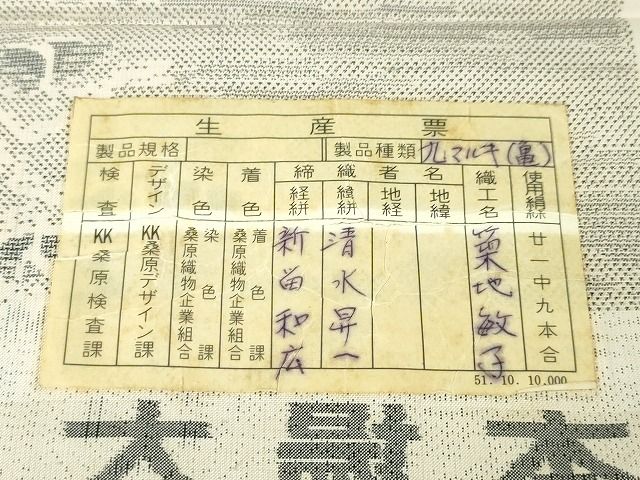 生産票
製品規格
製品種類 九マルキ(亀)
使用絹 廿一中九本合
織工名 築地敏子
締織者名
地緯
地経
緯絣 清水昇一
経絣 新留和広
着色 桑原織物企業組合 着色課
染色 桑原織物企業組合 染色課
デザイン KK桑原デザイン課
検査 KK桑原検査課
51.10.10,000